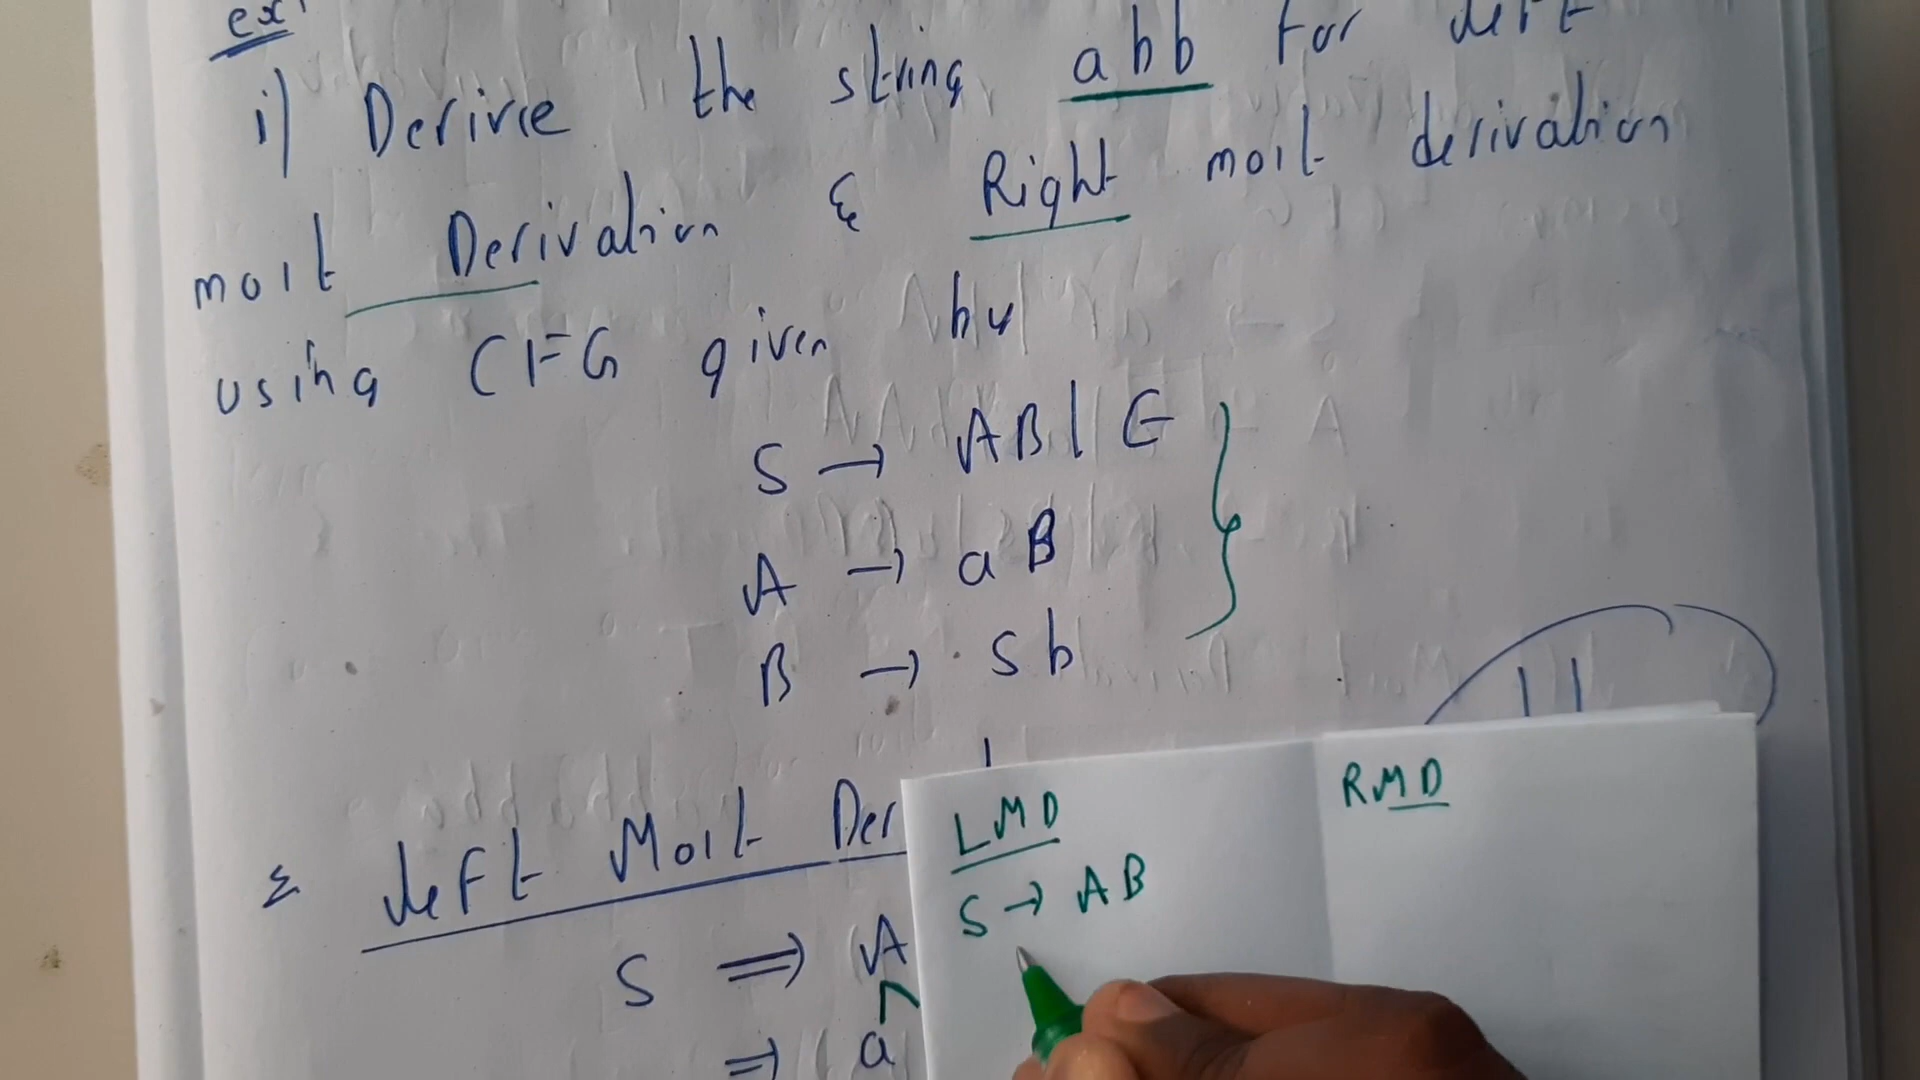 ex
i) Derive the string abb for left
most Derivation & Right most derivation
using CFG given by
S → AB | ε
A → aB
B → Sb
Left Most Der
S ⇒ A
⇒ a
LMD
S → AB
RMD